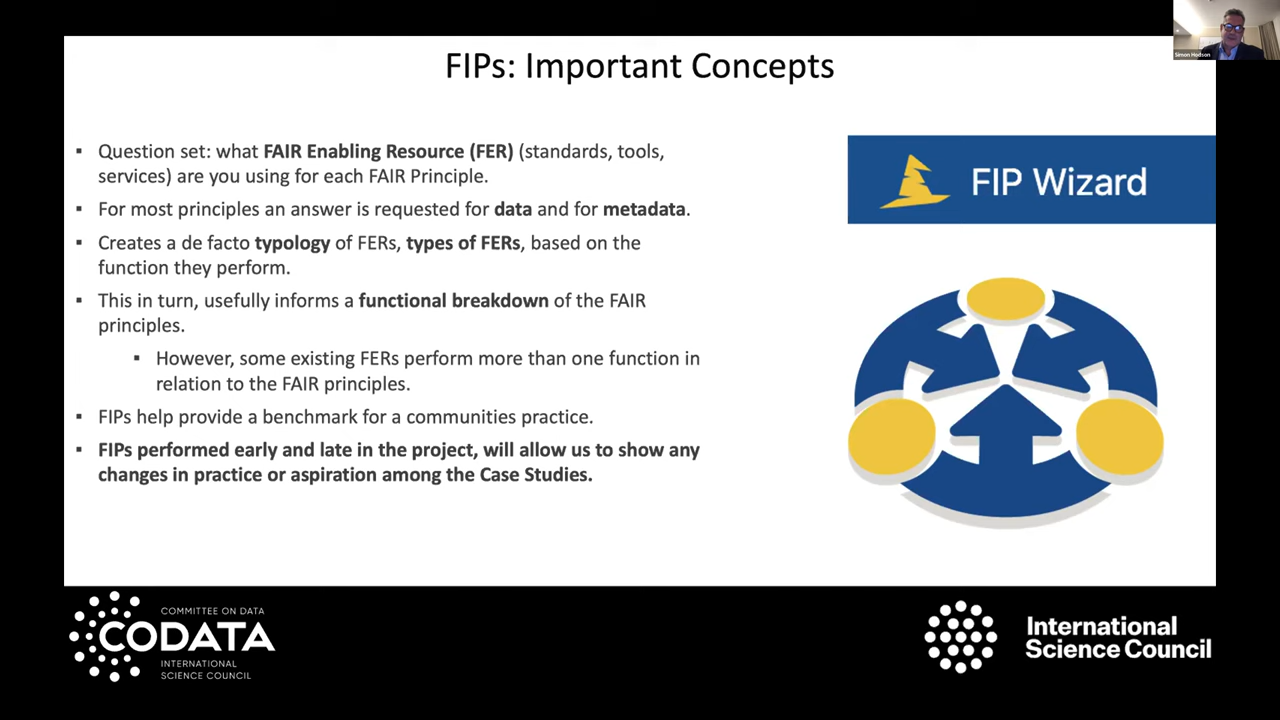 Simon Hodson
FIPs: Important Concepts
▪ Question set: what FAIR Enabling Resource (FER) (standards, tools,
services) are you using for each FAIR Principle.
▪ For most principles an answer is requested for data and for metadata.
▪ Creates a de facto typology of FERs, types of FERs, based on the
function they perform.
▪ This in turn, usefully informs a functional breakdown of the FAIR
principles.
▪ However, some existing FERs perform more than one function in
relation to the FAIR principles.
▪ FIPs help provide a benchmark for a communities practice.
▪ FIPs performed early and late in the project, will allow us to show any
changes in practice or aspiration among the Case Studies.
FIP Wizard
COMMITTEE ON DATA
CODATA
INTERNATIONAL
SCIENCE COUNCIL
International
Science Council